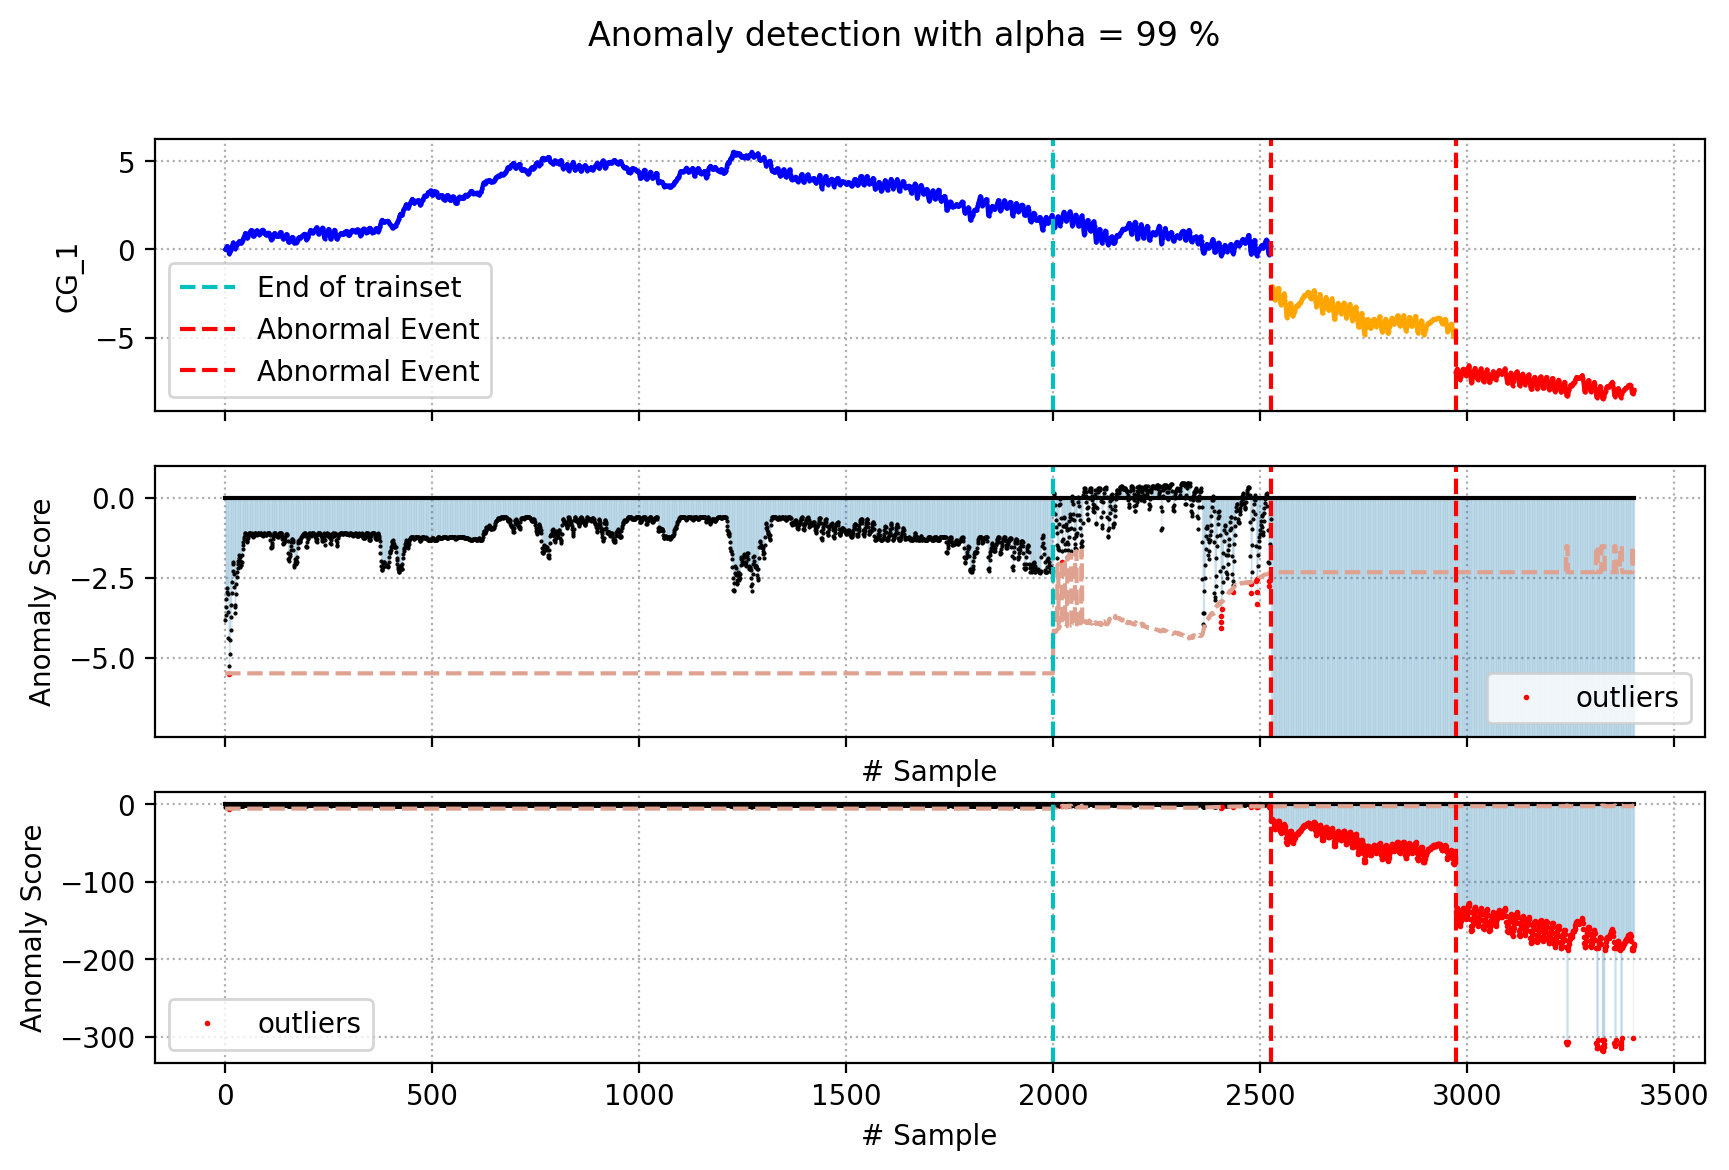 Anomaly detection with alpha = 99 %
CG_1
5
0
−5
End of trainset
Abnormal Event
Abnormal Event
Anomaly Score
0.0
−2.5
−5.0
outliers
# Sample
Anomaly Score
0
−100
−200
−300
outliers
0 500 1000 1500 2000 2500 3000 3500
# Sample